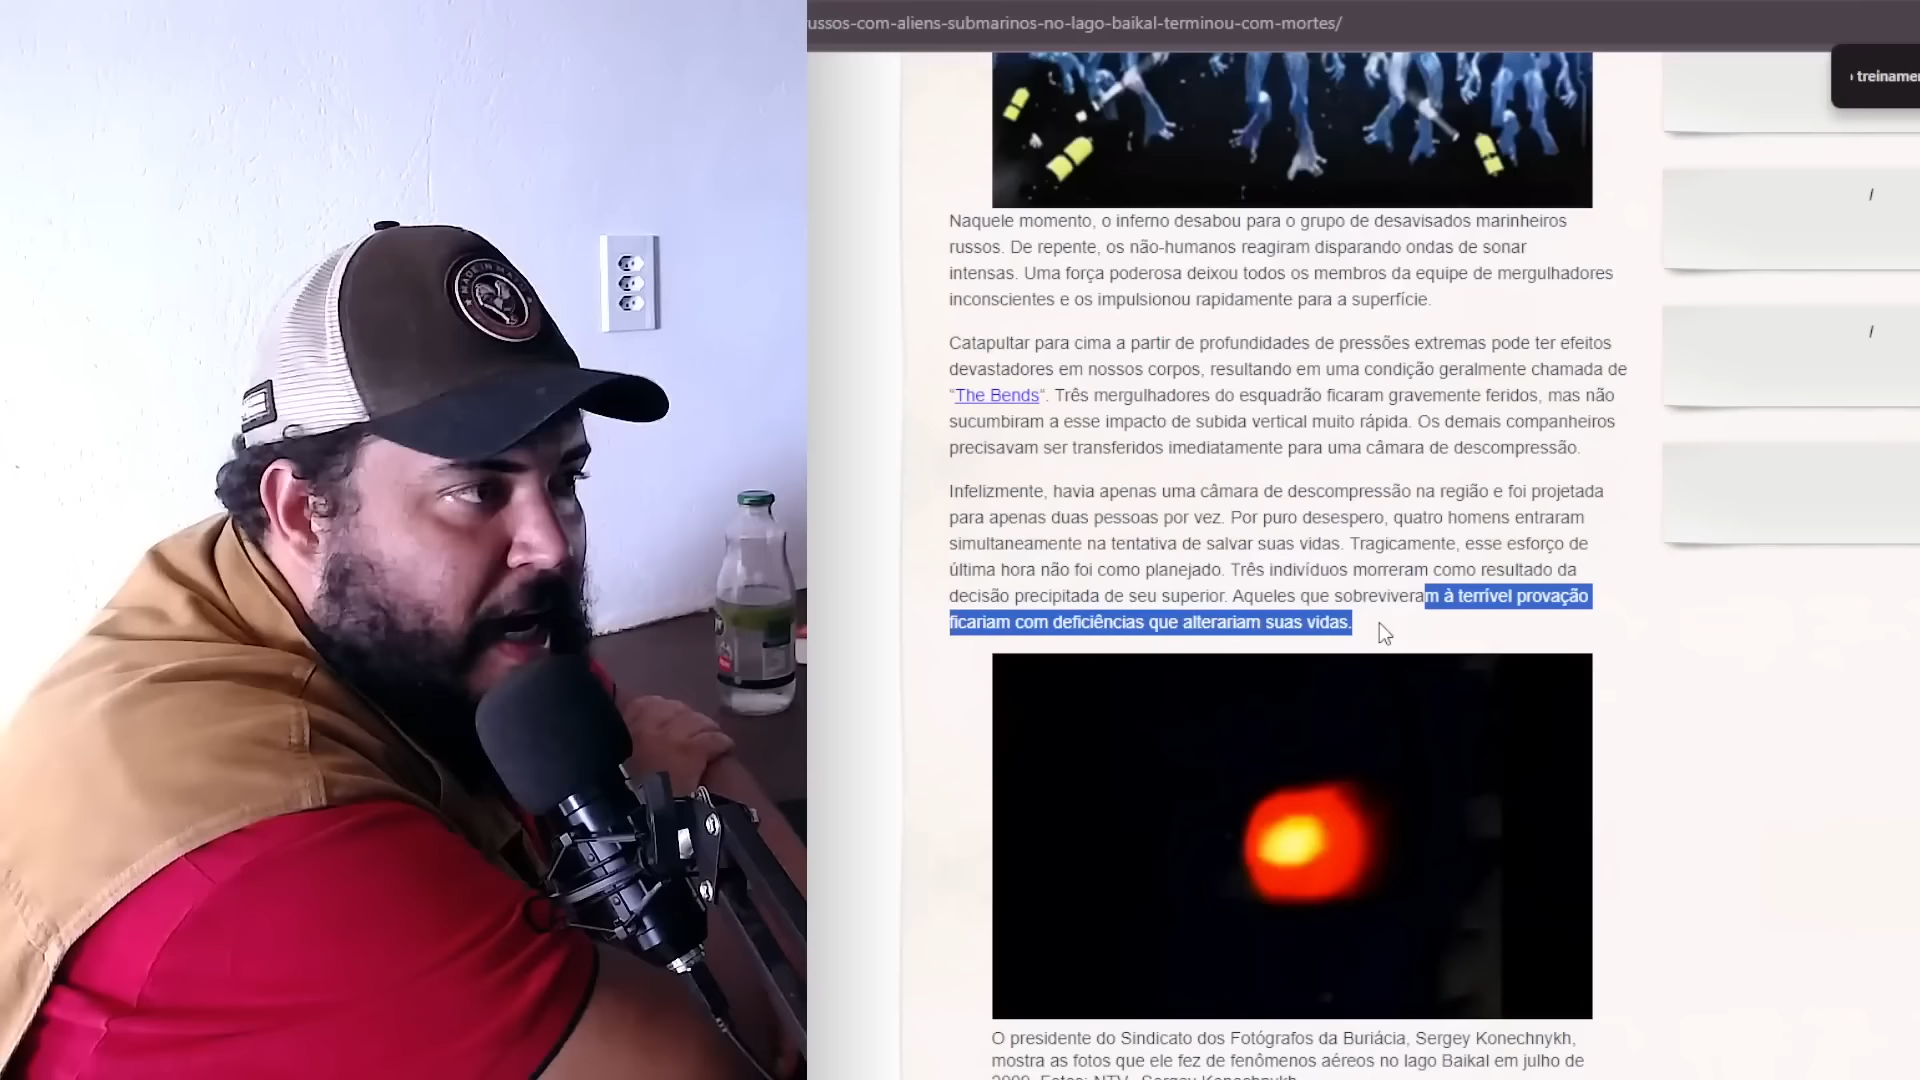 ussos-com-aliens-submarinos-no-lago-baikal-terminou-com-mortes/
treiname
MADE IN
Naquele momento, o inferno desabou para o grupo de desavisados marinheiros
russos. De repente, os não-humanos reagiram disparando ondas de sonar
intensas. Uma força poderosa deixou todos os membros da equipe de mergulhadores
inconscientes e os impulsionou rapidamente para a superfície.
Catapultar para cima a partir de profundidades de pressões extremas pode ter efeitos
devastadores em nossos corpos, resultando em uma condição geralmente chamada de
“The Bends“. Três mergulhadores do esquadrão ficaram gravemente feridos, mas não
sucumbiram a esse impacto de subida vertical muito rápida. Os demais companheiros
precisavam ser transferidos imediatamente para uma câmara de descompressão.
Infelizmente, havia apenas uma câmara de descompressão na região e foi projetada
para apenas duas pessoas por vez. Por puro desespero, quatro homens entraram
simultaneamente na tentativa de salvar suas vidas. Tragicamente, esse esforço de
última hora não foi como planejado. Três indivíduos morreram como resultado da
decisão precipitada de seu superior. Aqueles que sobreviveram à terrível provação
ficariam com deficiências que alterariam suas vidas.
O presidente do Sindicato dos Fotógrafos da Buriácia, Sergey Konechnykh,
mostra as fotos que ele fez de fenômenos aéreos no lago Baikal em julho de
2009. Fotos: NTV, Sergey Konechnykh
/
/